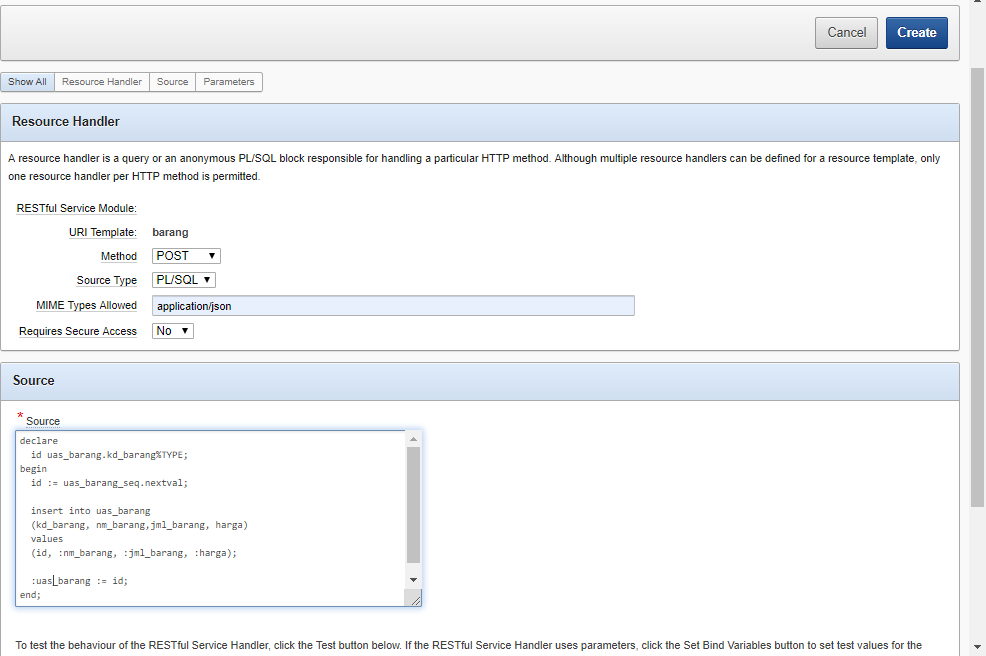 Cancel
Create
Show All
Resource Handler
Source
Parameters
Resource Handler
A resource handler is a query or an anonymous PL/SQL block responsible for handling a particular HTTP method. Although multiple resource handlers can be defined for a resource template, only
one resource handler per HTTP method is permitted.
RESTful Service Module:
URI Template: barang
Method POST
Source Type PL/SQL
MIME Types Allowed application/json
Requires Secure Access No
Source
* Source
declare
  id uas_barang.kd_barang%TYPE;
begin
  id := uas_barang_seq.nextval;
  insert into uas_barang
  (kd_barang, nm_barang,jml_barang, harga)
  values
  (id, :nm_barang, :jml_barang, :harga);
  :uas_barang := id;
end;
To test the behaviour of the RESTful Service Handler, click the Test button below. If the RESTful Service Handler uses parameters, click the Set Bind Variables button to set test values for the